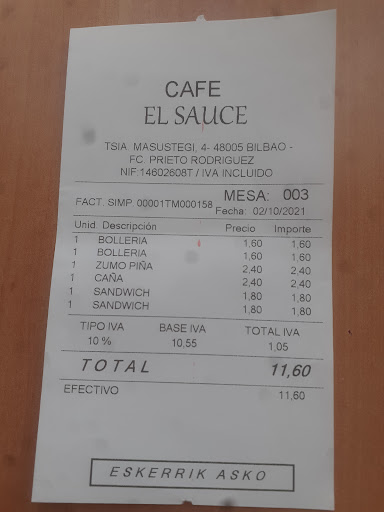 CAFE
EL SAUCE
TSIA. MASUSTEGI, 4- 48005 BILBAO -
FC. PRIETO RODRIGUEZ
NIF:14602608T / IVA INCLUIDO
MESA: 003
FACT. SIMP. 00001TM000158 Fecha: 02/10/2021
Unid. Descripción Precio Importe
1 BOLLERIA 1,60 1,60
1 BOLLERIA 1,60 1,60
1 ZUMO PIÑA 2,40 2,40
1 CAÑA 2,40 2,40
1 SANDWICH 1,80 1,80
1 SANDWICH 1,80 1,80
TIPO IVA BASE IVA TOTAL IVA
10 % 10,55 1,05
TOTAL 11,60
EFECTIVO 11,60
ESKERRIK ASKO